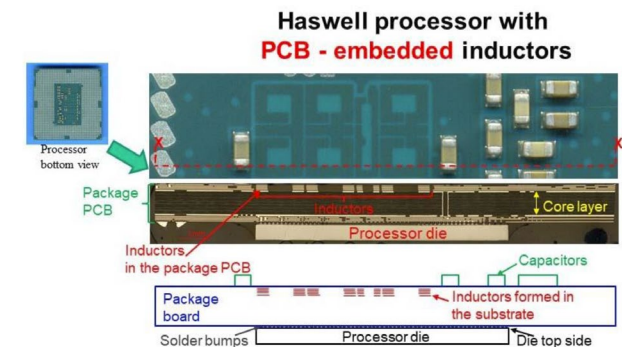 Haswell processor with
PCB - embedded inductors
Processor
bottom view
X
X
Package
PCB
Inductors
Core layer
Processor die
Inductors
in the package PCB
Capacitors
Package
board
Inductors formed in
the substrate
Solder bumps
Processor die
Die top side